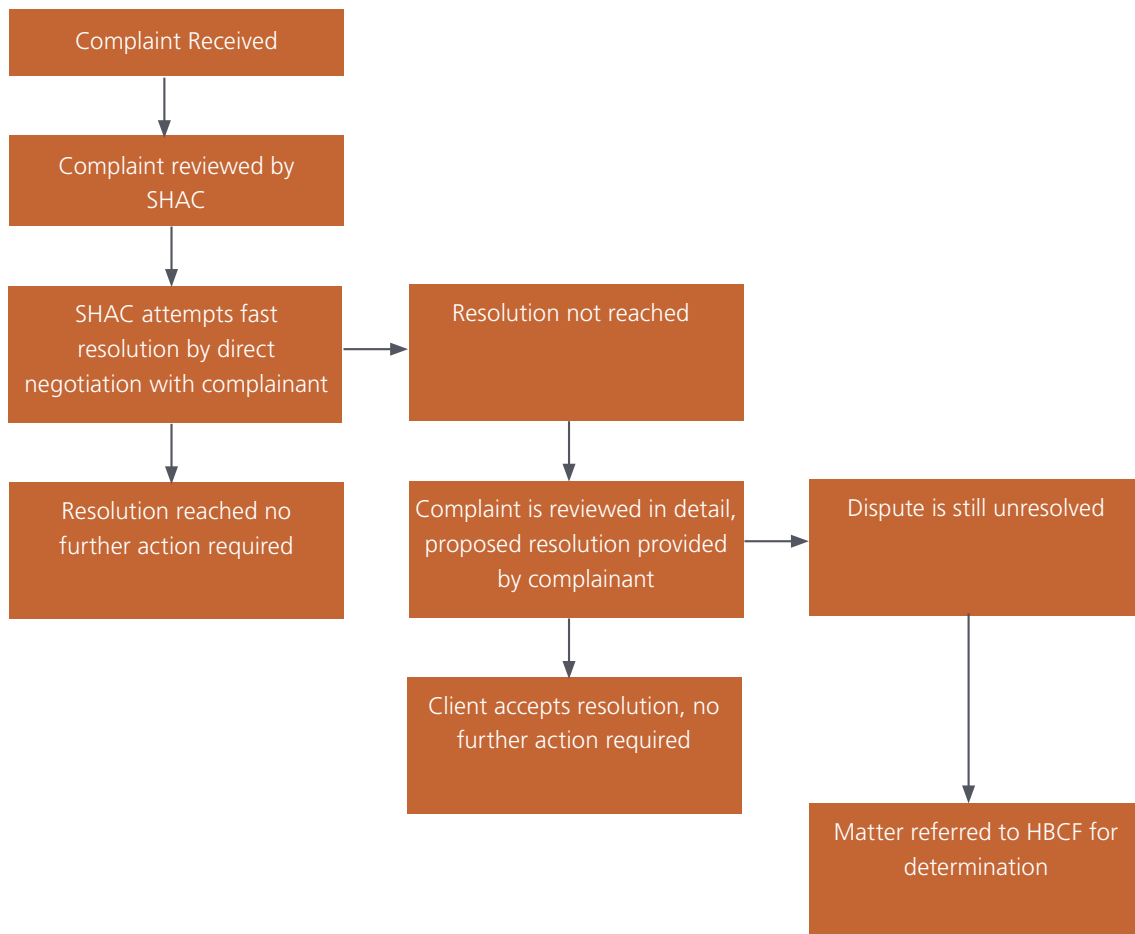 Complaint Received
Complaint reviewed by
SHAC
SHAC attempts fast
resolution by direct
negotiation with complainant
Resolution not reached
Resolution reached no
further action required
Complaint is reviewed in detail,
proposed resolution provided
by complainant
Dispute is still unresolved
Client accepts resolution, no
further action required
Matter referred to HBCF for
determination